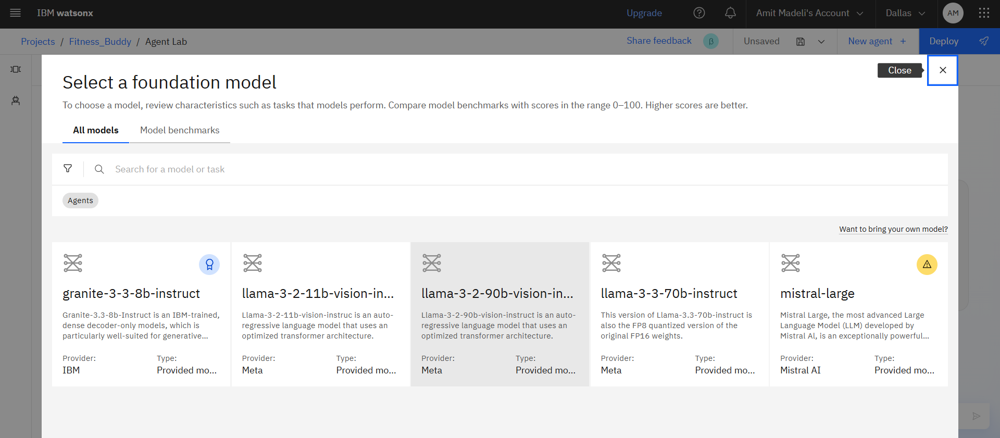 IBM watsonx
Upgrade
Amit Madeli's Account
Dallas
AM
Projects / Fitness_Buddy / Agent Lab
Share feedback
β
Unsaved
New agent +
Deploy
Close
Select a foundation model
To choose a model, review characteristics such as tasks that models perform. Compare model benchmarks with scores in the range 0–100. Higher scores are better.
All models
Model benchmarks
Search for a model or task
Agents
Want to bring your own model?
granite-3-3-8b-instruct
Granite-3.3-8b-Instruct is an IBM-trained,
dense decoder-only models, which is
particularly well-suited for generative...
Provider:
IBM
Type:
Provided mo...
llama-3-2-11b-vision-in...
Llama-3-2-11b-vision-instruc is an auto-
regressive language model that uses an
optimized transformer architecture.
Provider:
Meta
Type:
Provided mo...
llama-3-2-90b-vision-in...
Llama-3-2-90b-vision-instruct is an auto-
regressive language model that uses an
optimized transformer architecture.
Provider:
Meta
Type:
Provided mo...
llama-3-3-70b-instruct
This version of Llama-3.3-70b-instruct is
also the FP8 quantized version of the
original FP16 weights.
Provider:
Meta
Type:
Provided mo...
mistral-large
Mistral Large, the most advanced Large
Language Model (LLM) developed by
Mistral Al, is an exceptionally powerful...
Provider:
Mistral AI
Type:
Provided mo...